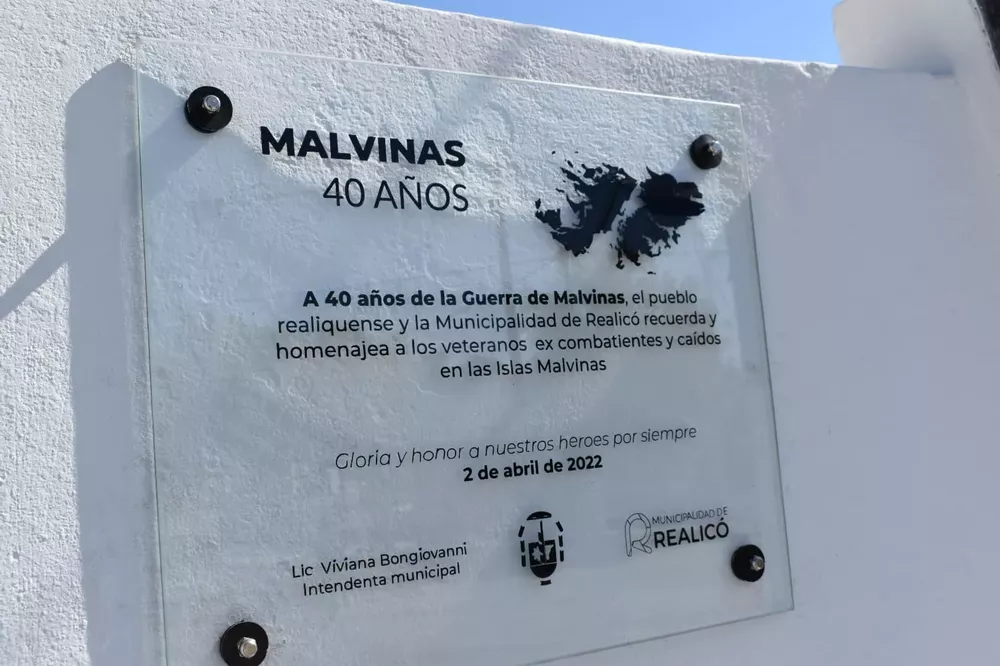 MALVINAS
40 AÑOS
A 40 años de la Guerra de Malvinas, el pueblo
realiquense y la Municipalidad de Realicó recuerda y
homenajea a los veteranos ex combatientes y caídos
en las Islas Malvinas
Gloria y honor a nuestros heroes por siempre
2 de abril de 2022
Lic Viviana Bongiovanni
Intendenta municipal
MUNICIPALIDAD DE
REALICÓ